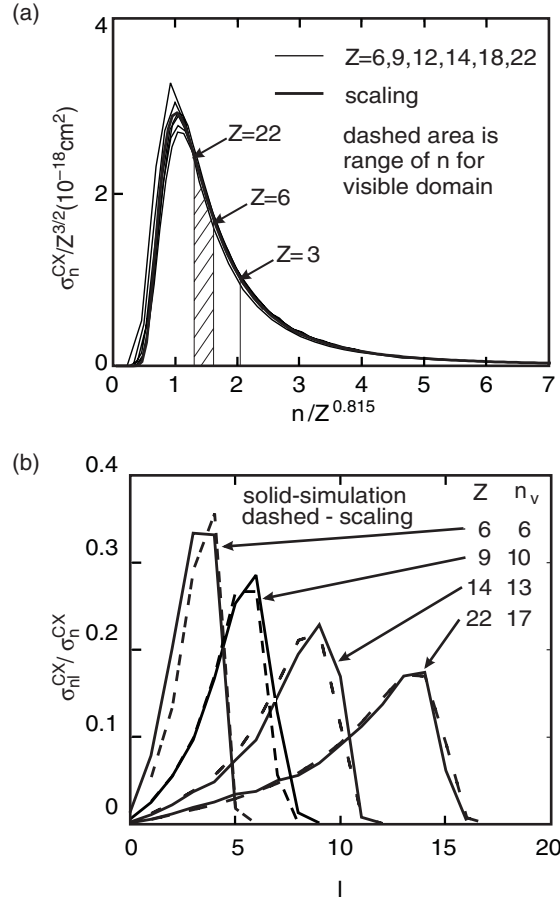 (a)
4
3
2
1
0
σₙᶜˣ/Z³ᐟ²(10⁻¹⁸cm²)
Z=6,9,12,14,18,22
scaling
dashed area is
range of n for
visible domain
Z=22
Z=6
Z=3
0 1 2 3 4 5 6 7
n/Z⁰·⁸¹⁵
(b)
0.4
0.3
0.2
0.1
0
σₙₗᶜˣ/σₙᶜˣ
solid-simulation
dashed - scaling
Z nᵥ
6 6
9 10
14 13
22 17
0 5 10 15 20
l